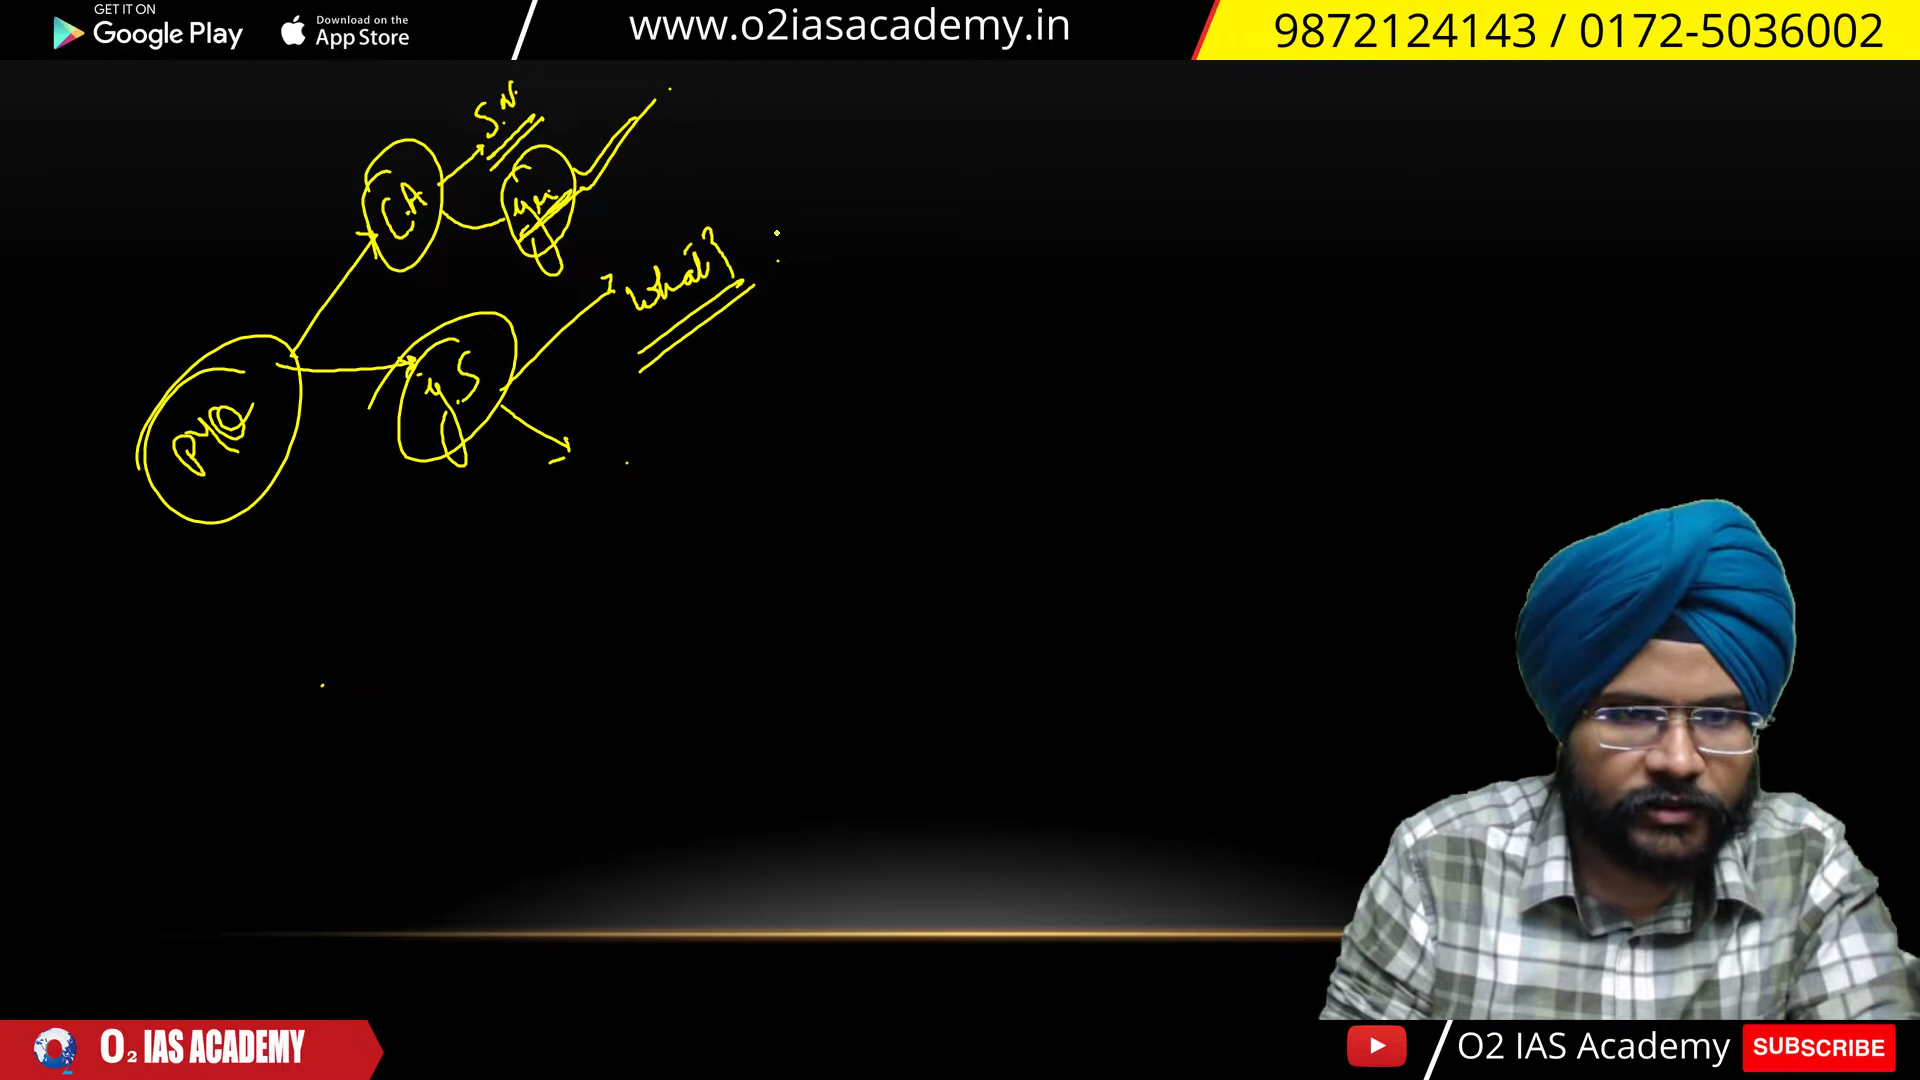 GET IT ON
Google Play
Download on the
App Store
www.o2iasacademy.in
9872124143 / 0172-5036002
S.N.
C.A
What?
G.S
PYQ
O2 IAS ACADEMY
O2 IAS Academy
SUBSCRIBE